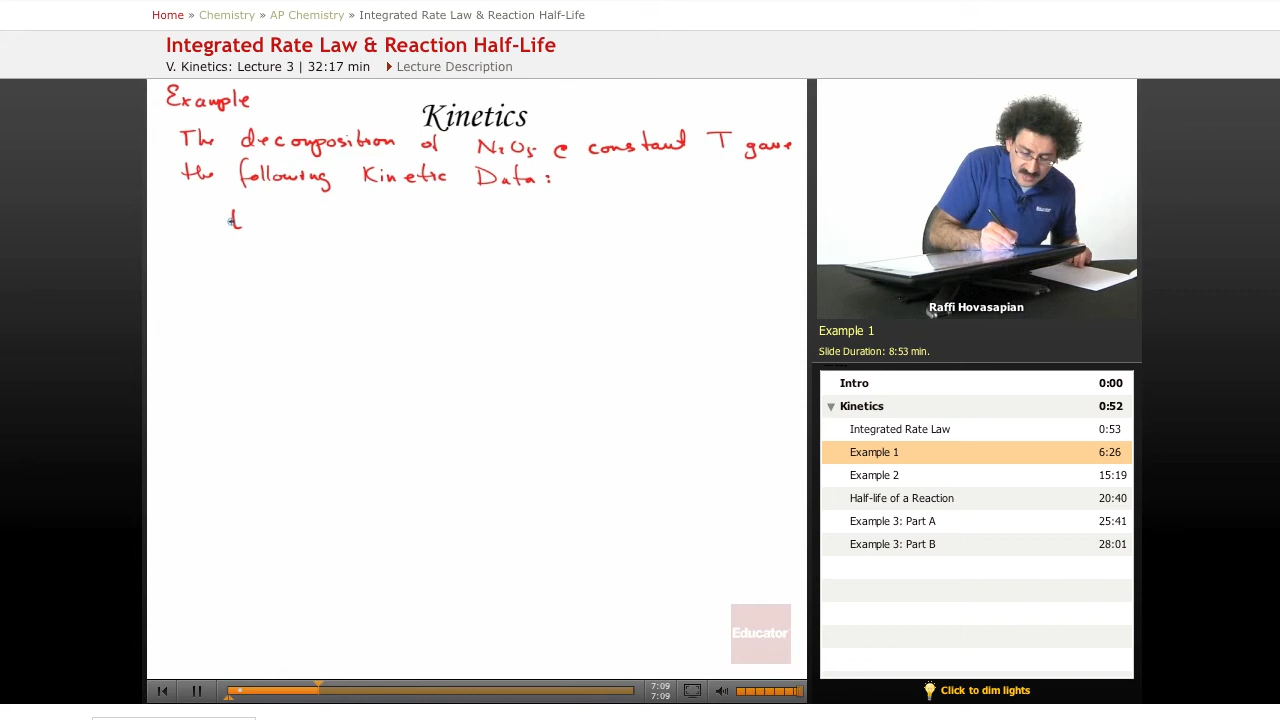 Home » Chemistry » AP Chemistry » Integrated Rate Law & Reaction Half-Life
Integrated Rate Law & Reaction Half-Life
V. Kinetics: Lecture 3 | 32:17 min Lecture Description
Example
Kinetics
The decomposition of N2O5 @ constant T gave
the following Kinetic Data:
t
Educator
7:09
7:09
Educator
Raffi Hovasapian
Example 1
Slide Duration: 8:53 min.
Intro 0:00
Kinetics 0:52
Integrated Rate Law 0:53
Example 1 6:26
Example 2 15:19
Half-life of a Reaction 20:40
Example 3: Part A 25:41
Example 3: Part B 28:01
Click to dim lights